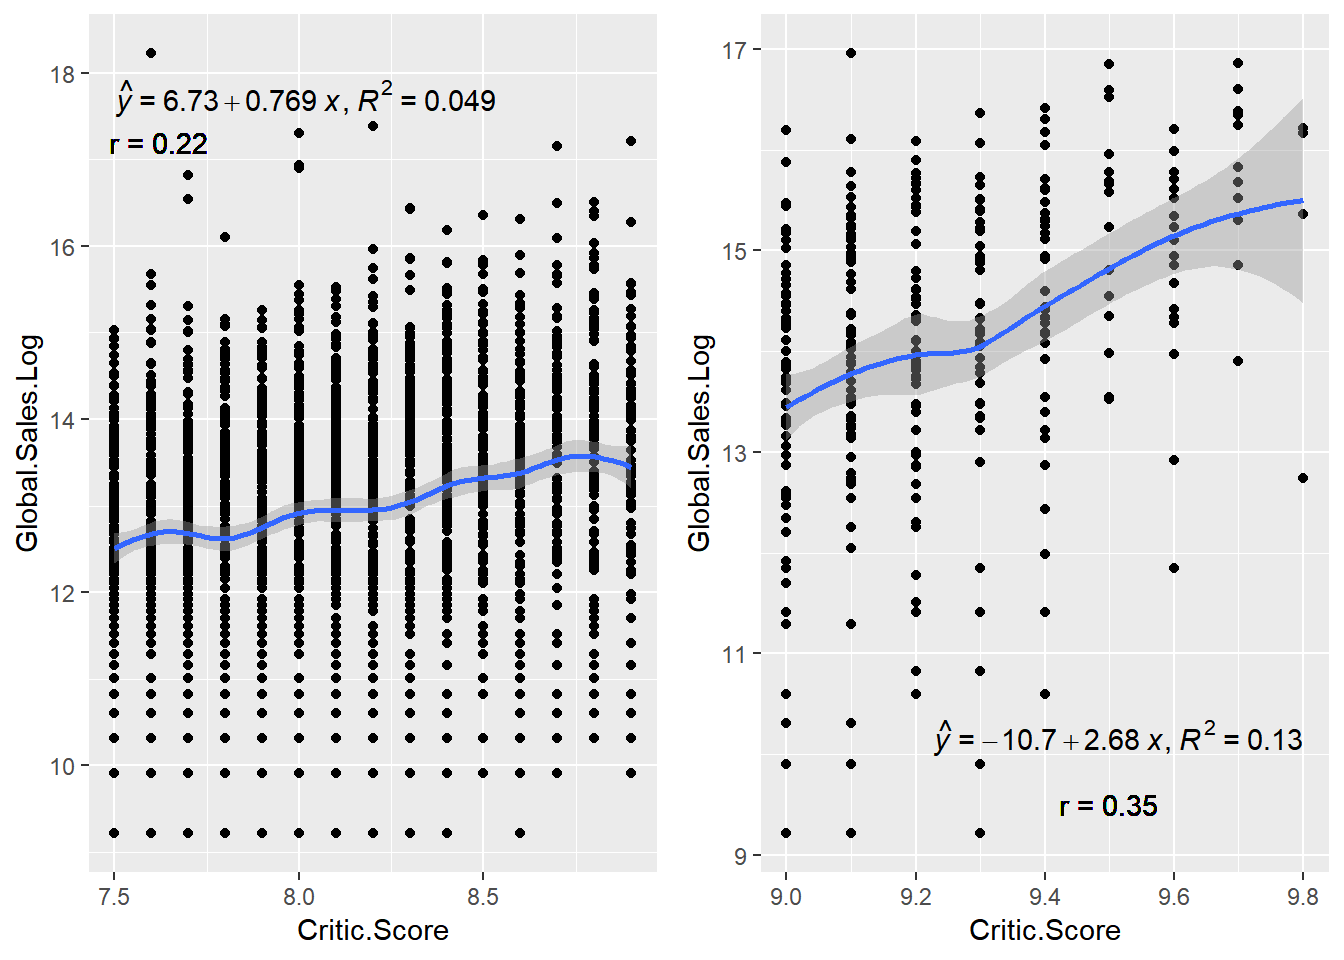 18
16
14
12
10
ŷ = 6.73 + 0.769 x, R² = 0.049
r = 0.22
7.5 8.0 8.5
Critic.Score
Global.Sales.Log
17
15
13
11
9
ŷ = −10.7 + 2.68 x, R² = 0.13
r = 0.35
9.0 9.2 9.4 9.6 9.8
Critic.Score
Global.Sales.Log